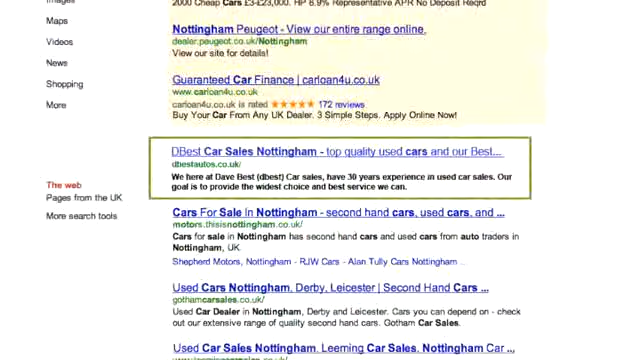 Images
2000 Cheap Cars £3-£23,000. HP 8.9% Representative APR No Deposit Reqrd
Maps
Nottingham Peugeot - View our entire range online.
dealer.peugeot.co.uk/Nottingham
Videos
View our site for details!
News
Shopping
Guaranteed Car Finance | carloan4u.co.uk
www.carloan4u.co.uk
More
carloan4u.co.uk is rated ★★★★★ 172 reviews
Buy Your Car From Any UK Dealer. 3 Simple Steps. Apply Online Now!
DBest Car Sales Nottingham - top quality used cars and our Best...
dbestautos.co.uk/
We here at Dave Best (dbest) Car sales, have 30 years experience in used car sales. Our
goal is to provide the widest choice and best service we can.
The web
Pages from the UK
More search tools
Cars For Sale In Nottingham - second hand cars, used cars, and ...
motors.thisisnottingham.co.uk/
Cars for sale in Nottingham has second hand cars and used cars from auto traders in
Nottingham, UK
Shepherd Motors, Nottingham - RJW Cars - Alan Tully Cars Nottingham ..
Used Cars Nottingham, Derby, Leicester | Second Hand Cars ...
gothamcarsales.co.uk/
Used Car Dealer in Nottingham, Derby and Leicester. Cars you can depend on - check
out our extensive range of quality second hand cars. Gotham Car Sales.
Used Cars Sales Nottingham, Leeming Car Sales, Nottingham Car ...